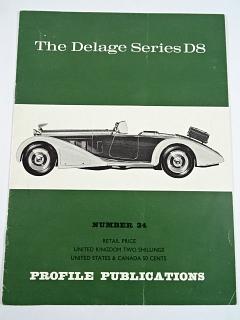 The Delage Series D8
NUMBER 34
RETAIL PRICE
UNITED KINGDOM TWO SHILLINGS
UNITED STATES & CANADA 50 CENTS
PROFILE PUBLICATIONS